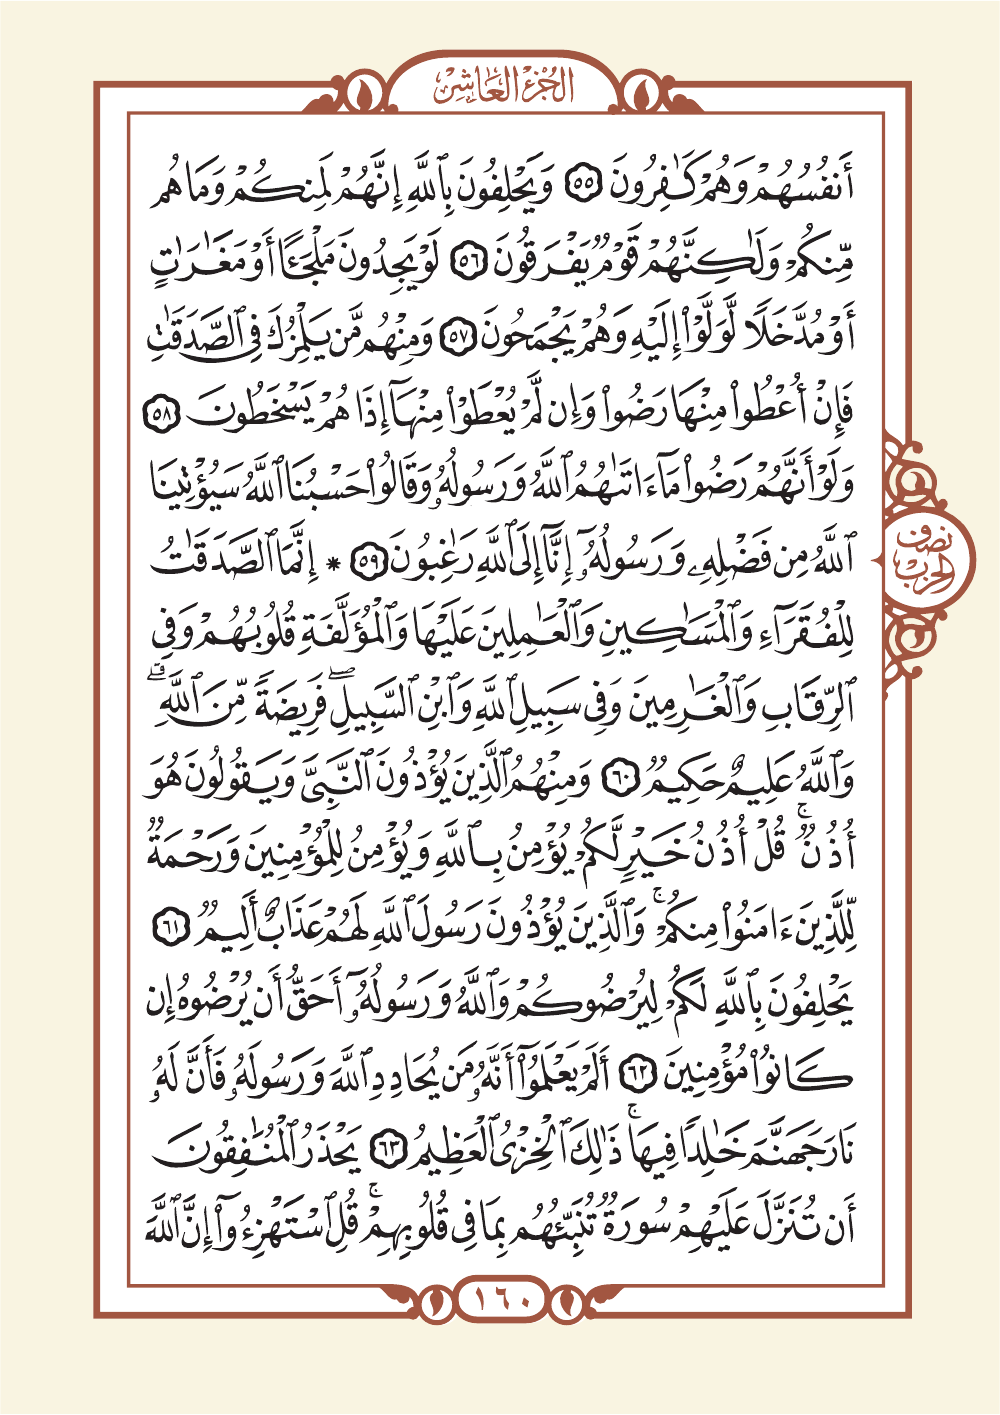 الجُزْءُ العَاشِرُ
أَنفُسُهُمْ وَهُمْ كَٰفِرُونَ ٥٥ وَيَحْلِفُونَ بِٱللَّهِ إِنَّهُمْ لَمِنكُمْ وَمَا هُم
مِّنكُمْ وَلَٰكِنَّهُمْ قَوْمٌ يَفْرَقُونَ ٥٦ لَوْ يَجِدُونَ مَلْجَـًٔا أَوْ مَغَٰرَٰتٍ
أَوْ مُدَّخَلًا لَّوَلَّوْا۟ إِلَيْهِ وَهُمْ يَجْمَحُونَ ٥٧ وَمِنْهُم مَّن يَلْمِزُكَ فِى ٱلصَّدَقَٰتِ
فَإِنْ أُعْطُوا۟ مِنْهَا رَضُوا۟ وَإِن لَّمْ يُعْطَوْا۟ مِنْهَآ إِذَا هُمْ يَسْخَطُونَ ٥٨
وَلَوْ أَنَّهُمْ رَضُوا۟ مَآ ءَاتَىٰهُمُ ٱللَّهُ وَرَسُولُهُۥ وَقَالُوا۟ حَسْبُنَا ٱللَّهُ سَيُؤْتِينَا
ٱللَّهُ مِن فَضْلِهِۦ وَرَسُولُهُۥٓ إِنَّآ إِلَى ٱللَّهِ رَٰغِبُونَ ٥٩ * إِنَّمَا ٱلصَّدَقَٰتُ
نصف
الحزب
لِلْفُقَرَآءِ وَٱلْمَسَٰكِينِ وَٱلْعَٰمِلِينَ عَلَيْهَا وَٱلْمُؤَلَّفَةِ قُلُوبُهُمْ وَفِى
ٱلرِّقَابِ وَٱلْغَٰرِمِينَ وَفِى سَبِيلِ ٱللَّهِ وَٱبْنِ ٱلسَّبِيلِ ۖ فَرِيضَةً مِّنَ ٱللَّهِ ۗ
وَٱللَّهُ عَلِيمٌ حَكِيمٌ ٦٠ وَمِنْهُمُ ٱلَّذِينَ يُؤْذُونَ ٱلنَّبِىَّ وَيَقُولُونَ هُوَ
أُذُنٌ ۚ قُلْ أُذُنُ خَيْرٍ لَّكُمْ يُؤْمِنُ بِٱللَّهِ وَيُؤْمِنُ لِلْمُؤْمِنِينَ وَرَحْمَةٌ
لِّلَّذِينَ ءَامَنُوا۟ مِنكُمْ ۚ وَٱلَّذِينَ يُؤْذُونَ رَسُولَ ٱللَّهِ لَهُمْ عَذَابٌ أَلِيمٌ ٦١
يَحْلِفُونَ بِٱللَّهِ لَكُمْ لِيُرْضُوكُمْ وَٱللَّهُ وَرَسُولُهُۥٓ أَحَقُّ أَن يُرْضُوهُ إِن
كَانُوا۟ مُؤْمِنِينَ ٦٢ أَلَمْ يَعْلَمُوٓا۟ أَنَّهُۥ مَن يُحَادِدِ ٱللَّهَ وَرَسُولَهُۥ فَأَنَّ لَهُۥ
نَارَ جَهَنَّمَ خَٰلِدًا فِيهَا ۚ ذَٰلِكَ ٱلْخِزْىُ ٱلْعَظِيمُ ٦٣ يَحْذَرُ ٱلْمُنَٰفِقُونَ
أَن تُنَزَّلَ عَلَيْهِمْ سُورَةٌ تُنَبِّئُهُم بِمَا فِى قُلُوبِهِمْ ۚ قُلِ ٱسْتَهْزِءُوٓا۟ إِنَّ ٱللَّهَ
١٦٠